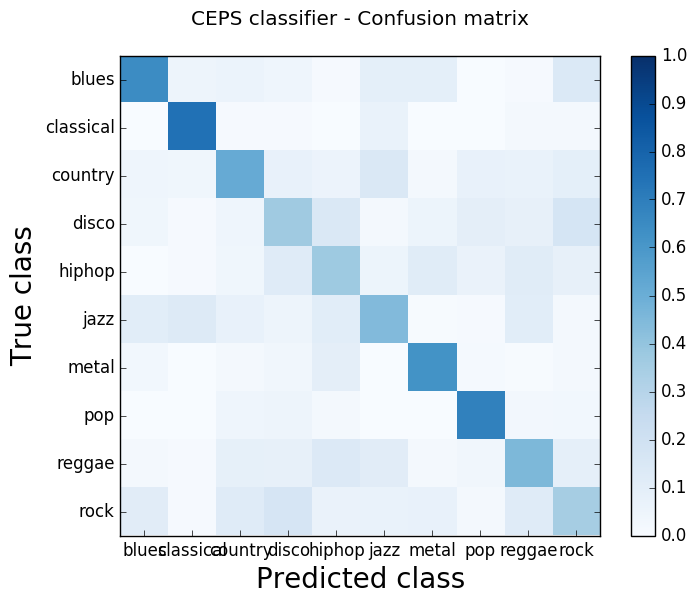 CEPS classifier - Confusion matrix
True class
blues
classical
country
disco
hiphop
jazz
metal
pop
reggae
rock
blues classical country disco hiphop jazz metal pop reggae rock
Predicted class
1.0
0.9
0.8
0.7
0.6
0.5
0.4
0.3
0.2
0.1
0.0